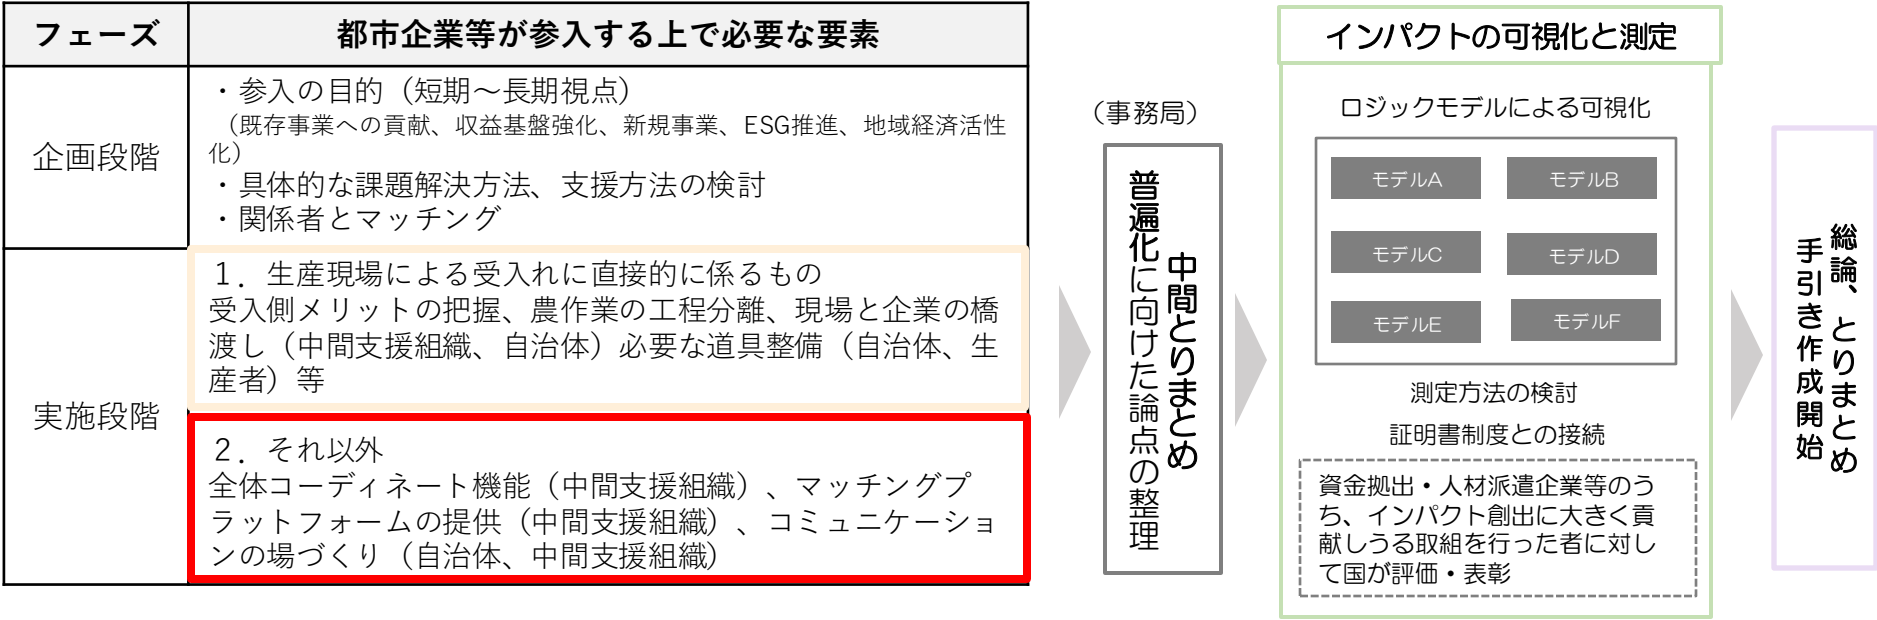 フェーズ
都市企業等が参入する上で必要な要素
企画段階
・参入の目的（短期～長期視点）
（既存事業への貢献、収益基盤強化、新規事業、ESG推進、地域経済活性
化）
・具体的な課題解決方法、支援方法の検討
・関係者とマッチング
実施段階
１．生産現場による受入れに直接的に係るもの
受入側メリットの把握、農作業の工程分離、現場と企業の橋
渡し（中間支援組織、自治体）必要な道具整備（自治体、生
産者）等
２．それ以外
全体コーディネート機能（中間支援組織）、マッチングプ
ラットフォームの提供（中間支援組織）、コミュニケーショ
ンの場づくり（自治体、中間支援組織）
（事務局）
中間とりまとめ
普遍化に向けた論点の整理
インパクトの可視化と測定
ロジックモデルによる可視化
モデルA
モデルB
モデルC
モデルD
モデルE
モデルF
測定方法の検討
証明書制度との接続
資金拠出・人材派遣企業等のう
ち、インパクト創出に大きく貢
献しうる取組を行った者に対し
て国が評価・表彰
総論、とりまとめ
手引き作成開始